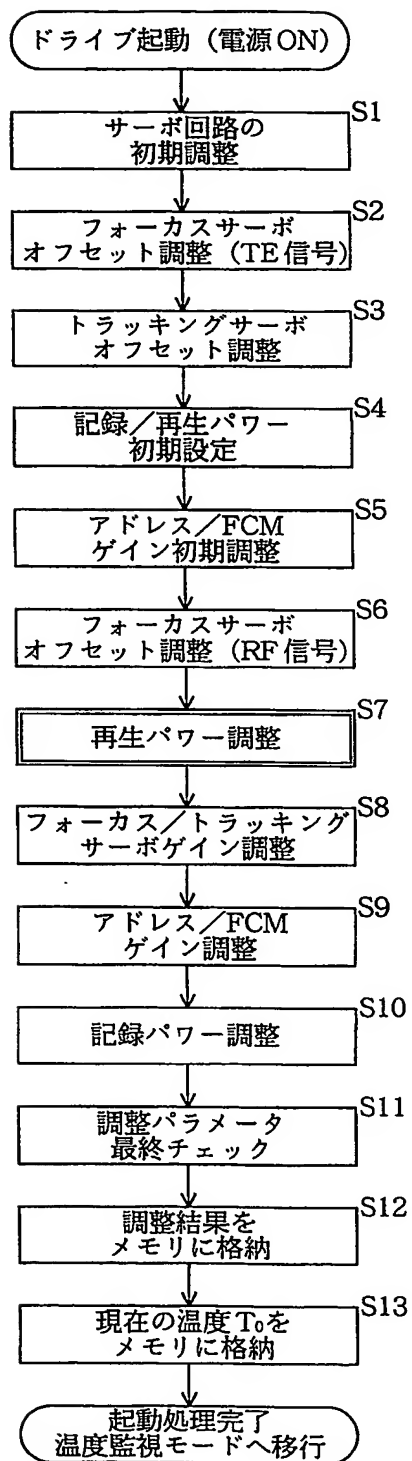 ドライブ起動（電源ON）
S1
サーボ回路の
初期調整
S2
フォーカスサーボ
オフセット調整（TE信号）
S3
トラッキングサーボ
オフセット調整
S4
記録／再生パワー
初期設定
S5
アドレス／FCM
ゲイン初期調整
S6
フォーカスサーボ
オフセット調整（RF信号）
S7
再生パワー調整
S8
フォーカス／トラッキング
サーボゲイン調整
S9
アドレス／FCM
ゲイン調整
S10
記録パワー調整
S11
調整パラメータ
最終チェック
S12
調整結果を
メモリに格納
S13
現在の温度T₀を
メモリに格納
起動処理完了
温度監視モードへ移行